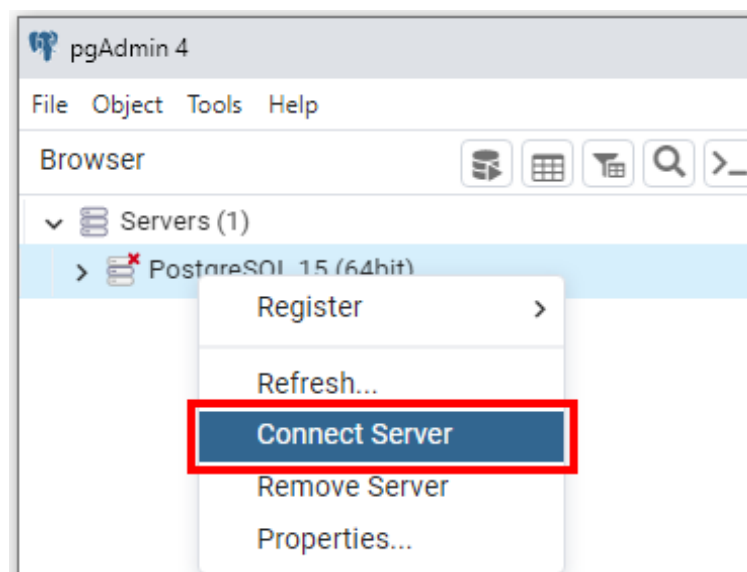 pgAdmin 4
File Object Tools Help
Browser
Servers (1)
PostgreSQL 15 (64bit)
Register
Refresh...
Connect Server
Remove Server
Properties...